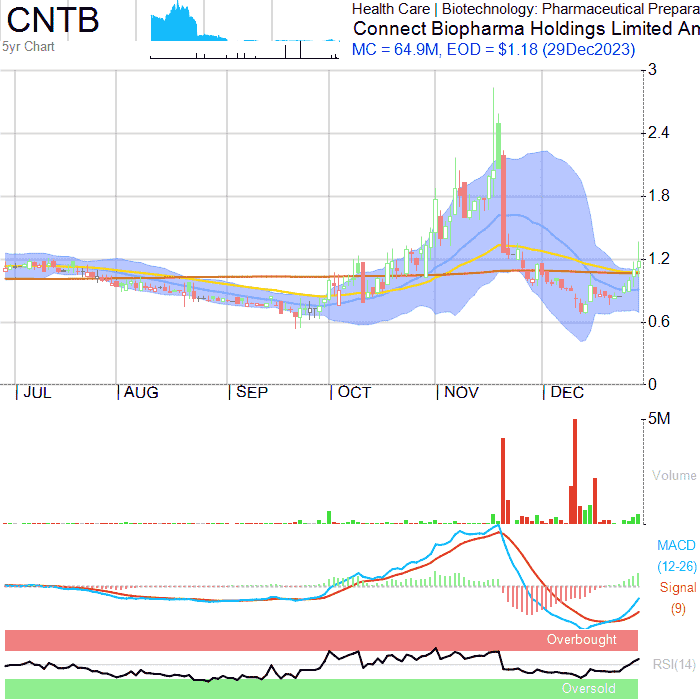 CNTB
5yr Chart
Health Care | Biotechnology: Pharmaceutical Prepara
Connect Biopharma Holdings Limited An
MC = 64.9M, EOD = $1.18 (29Dec2023)
3
2.4
1.8
1.2
0.6
0
JUL AUG SEP OCT NOV DEC
5M
Volume
MACD
(12-26)
Signal
(9)
Overbought
RSI(14)
Oversold